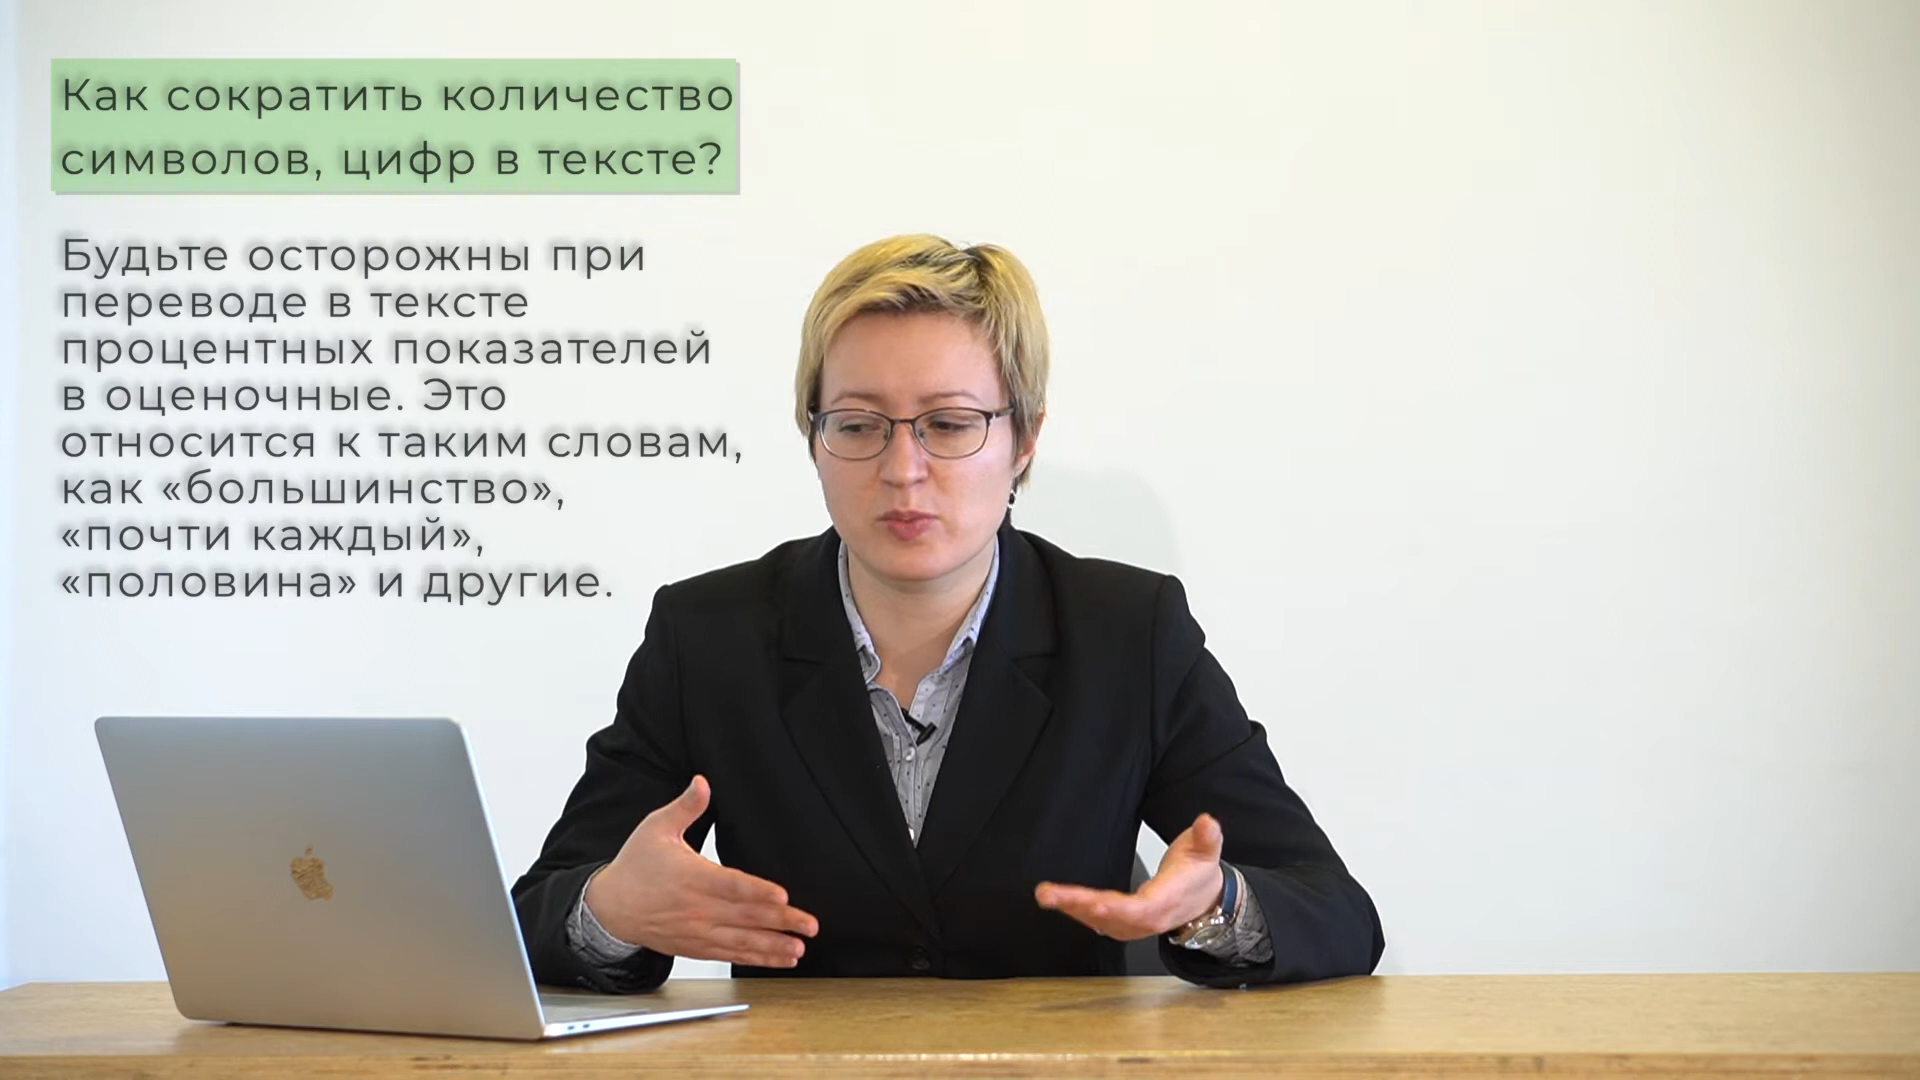 Как сократить количество
символов, цифр в тексте?
Будьте осторожны при
переводе в тексте
процентных показателей
в оценочные. Это
относится к таким словам,
как «большинство»,
«почти каждый»,
«половина» и другие.